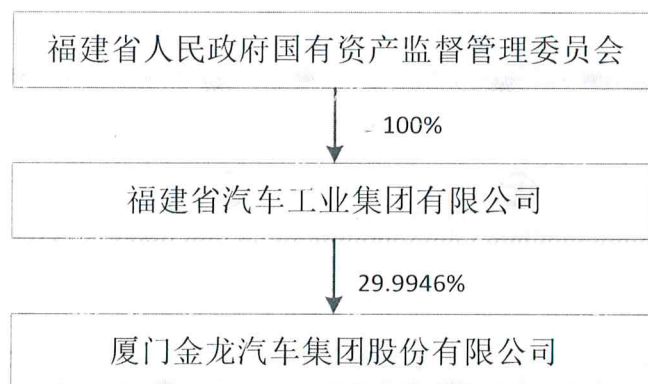 福建省人民政府国有资产监督管理委员会
100%
福建省汽车工业集团有限公司
29.9946%
厦门金龙汽车集团股份有限公司